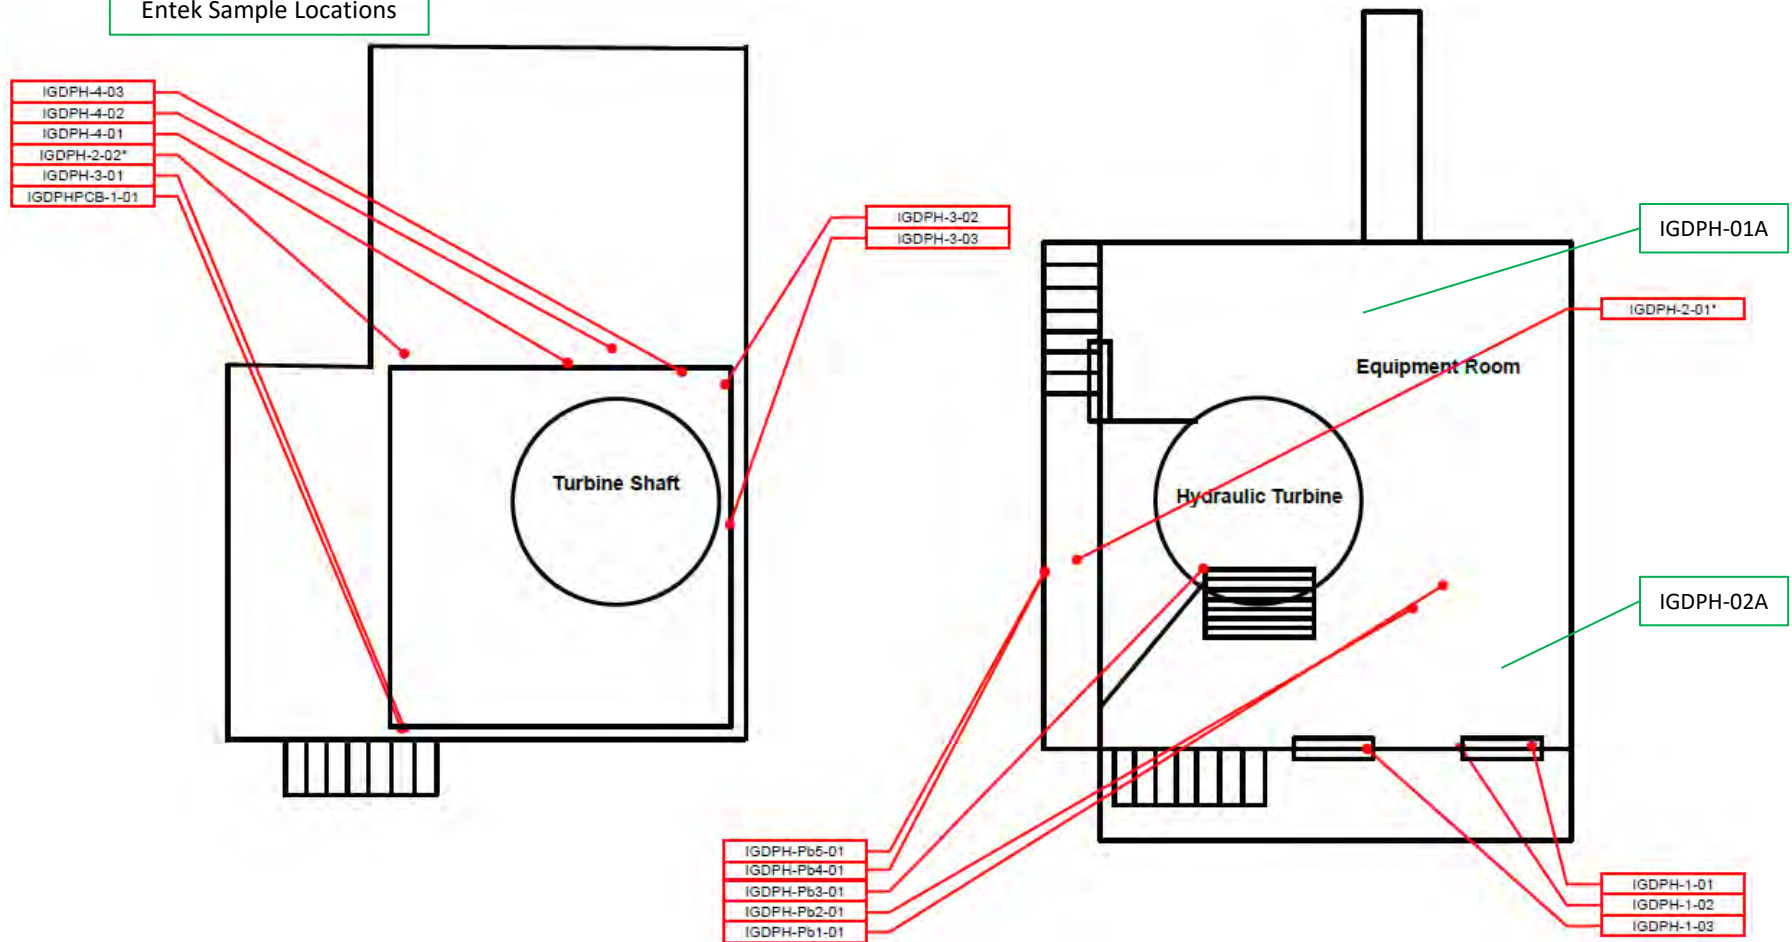 Entek Sample Locations
IGDPH-4-03
IGDPH-4-02
IGDPH-4-01
IGDPH-2-02*
IGDPH-3-01
IGDPHPCB-1-01
IGDPH-3-02
IGDPH-3-03
Turbine Shaft
IGDPH-01A
IGDPH-2-01*
Equipment Room
Hydraulic Turbine
IGDPH-02A
IGDPH-Pb5-01
IGDPH-Pb4-01
IGDPH-Pb3-01
IGDPH-Pb2-01
IGDPH-Pb1-01
IGDPH-1-01
IGDPH-1-02
IGDPH-1-03